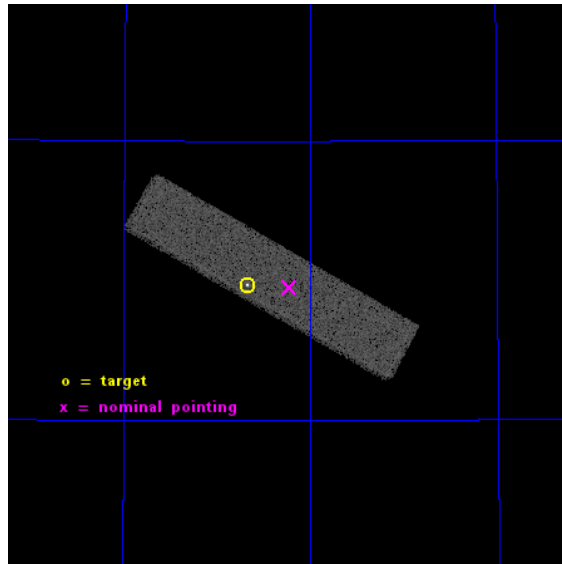 o = target
x = nominal pointing